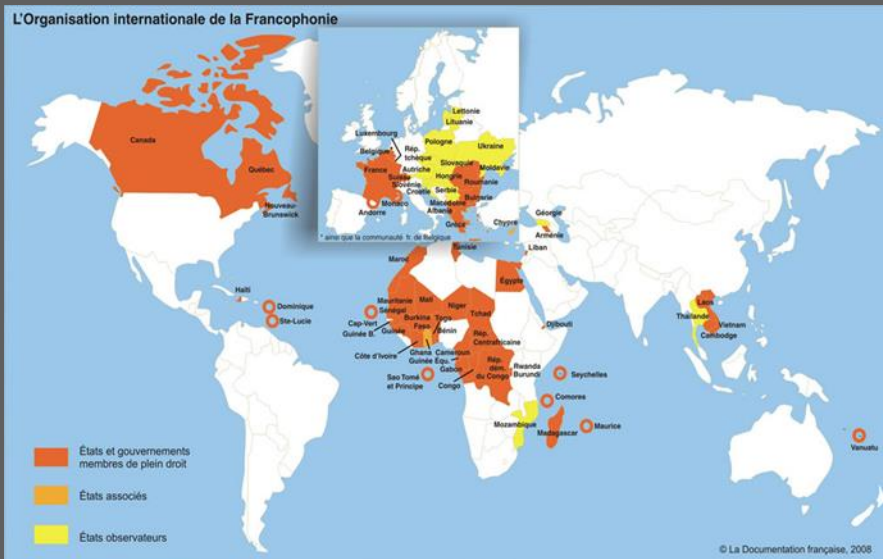 L'Organisation internationale de la Francophonie
Canada
Québec
Nouveau-
Brunswick
Haïti
Dominique
Ste-Lucie
Lettonie
Lituanie
Luxembourg
Belgique*
Pologne
Rép.
tchèque
Ukraine
Autriche
Slovaquie
Moldavie
France
Suisse
Hongrie
Slovénie
Roumanie
Croatie
Serbie
Bulgarie
Monaco
Macédoine
Andorre
Albanie
Grèce
* ainsi que la communauté fr. de Belgique
Chypre
Géorgie
Arménie
Liban
Tunisie
Maroc
Égypte
Mauritanie
Mali
Niger
Sénégal
Tchad
Cap-Vert
Burkina
Faso
Togo
Djibouti
Guinée B.
Guinée
Bénin
Rép.
Centrafricaine
Côte d'Ivoire
Ghana
Cameroun
Guinée Equ.
Gabon
Rép.
dém.
du Congo
Rwanda
Burundi
Congo
Sao Tomé
et Principe
Seychelles
Comores
Mozambique
Madagascar
Maurice
Laos
Thaïlande
Vietnam
Cambodge
Vanuatu
États et gouvernements
membres de plein droit
États associés
États observateurs
© La Documentation française, 2008